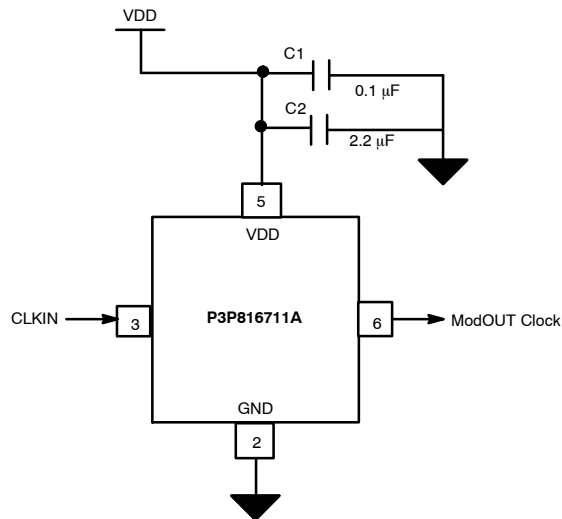 VDD
C1
0.1 μF
C2
2.2 μF
5
VDD
CLKIN
3
P3P816711A
6
ModOUT Clock
GND
2